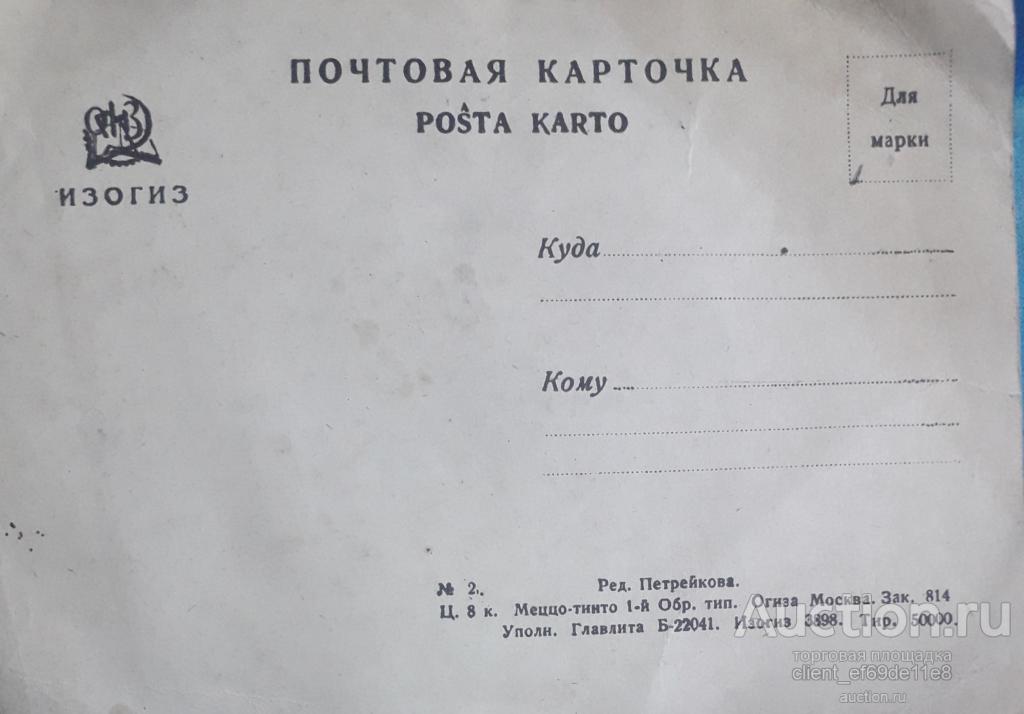 ПОЧТОВАЯ КАРТОЧКА
POŜTA KARTO
Для
марки
ИЗОГИЗ
Куда
Кому
№ 2. Ред. Петрейкова.
Ц. 8 к. Меццо-тинто 1-й Обр. тип. Огиза Москва. Зак. 814
Уполн. Главлита Б-22041. Изогиз 3898. Тир. 50000.
Auction.ru
торговая площадка
client_ef69de11e8
auction.ru